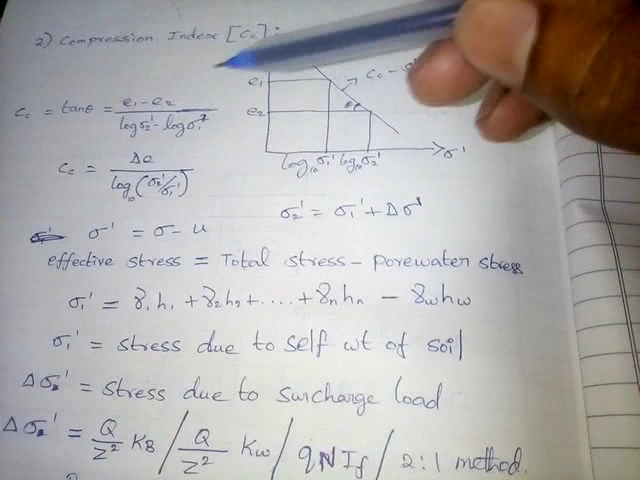 2) Compression Index [Cc] :
e1
Cc = tanθ = e1 - e2 / log σ2' - log σ1'
e2
Cc = Δe / log10 (σ2'/σ1')
log10 σ1' log10 σ2' σ'
σ2' = σ1' + Δσ'
σ' = σ - u
effective stress = Total stress - porewater stress
σ1' = γ1h1 + γ2h2 + .... + γnhn - γwhw
σ1' = stress due to self wt of soil
Δσ2' = stress due to surcharge load
Δσ2' = Q/Z² KB / Q/Z² Kw / qNIf / 2:1 method.